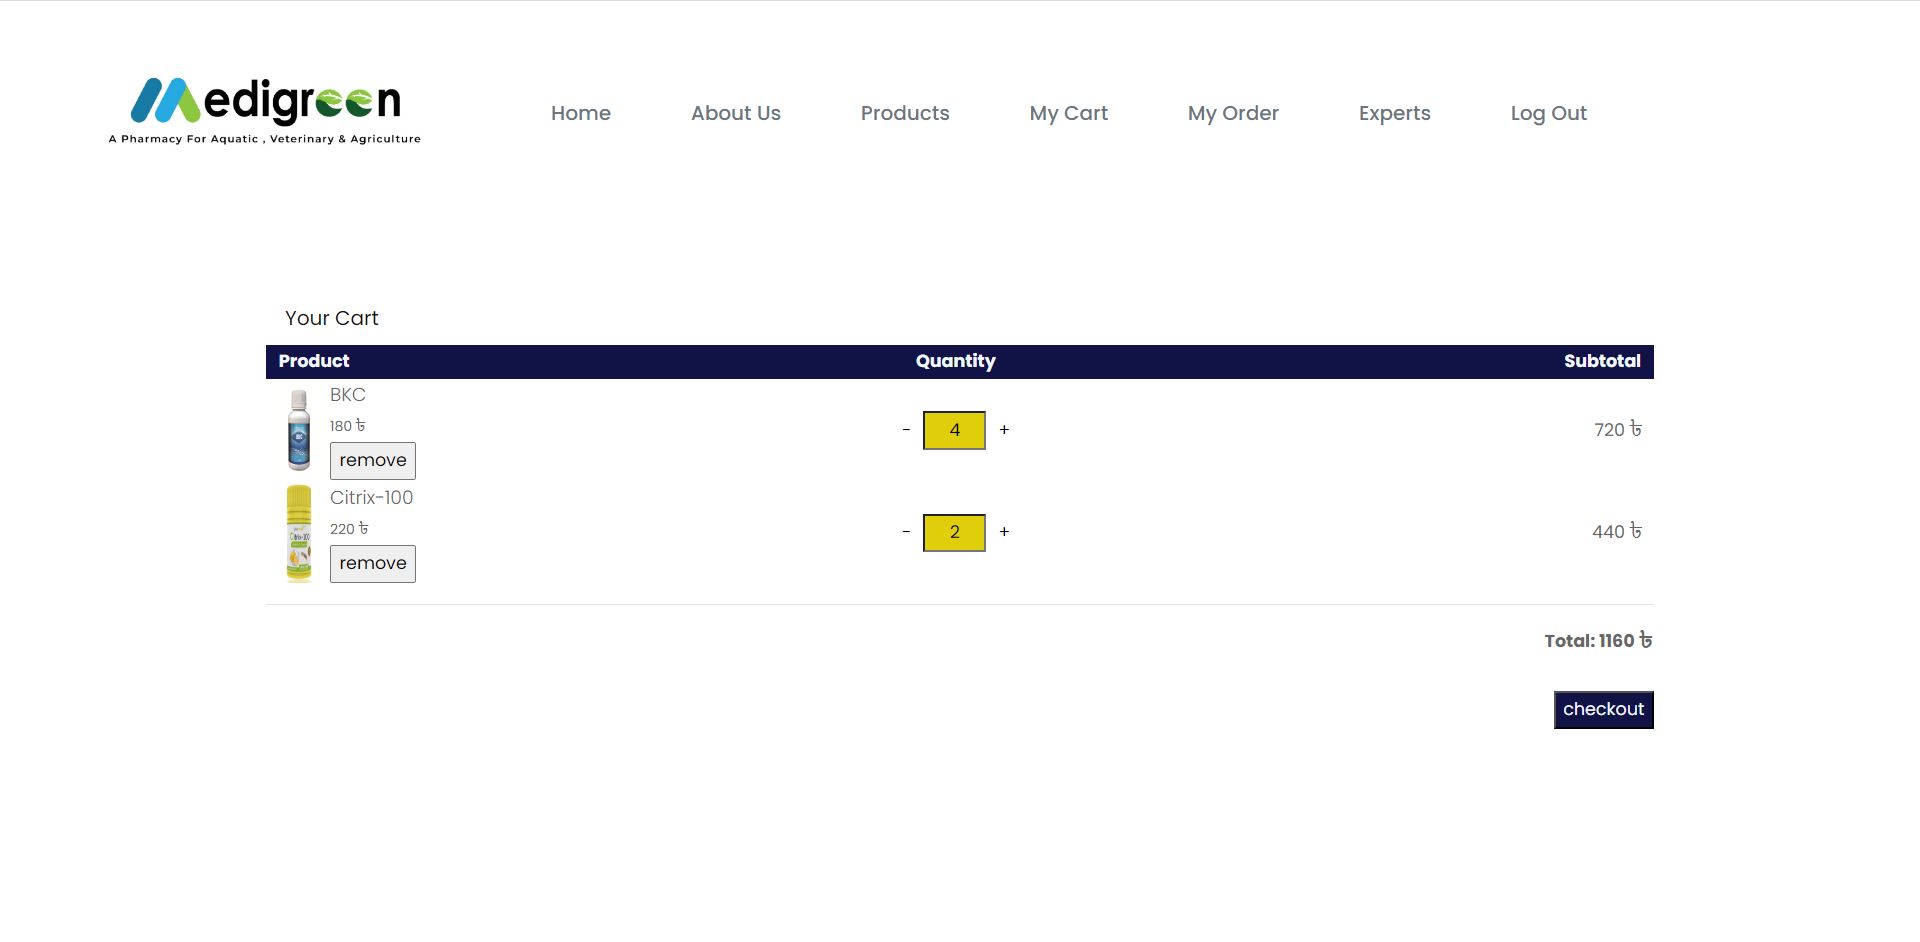 Medigreen
A Pharmacy For Aquatic , Veterinary & Agriculture
Home About Us Products My Cart My Order Experts Log Out
Your Cart
Product Quantity Subtotal
BKC
180 ৳
remove
- 4 + 720 ৳
Citrix-100
220 ৳
remove
- 2 + 440 ৳
Total: 1160 ৳
checkout